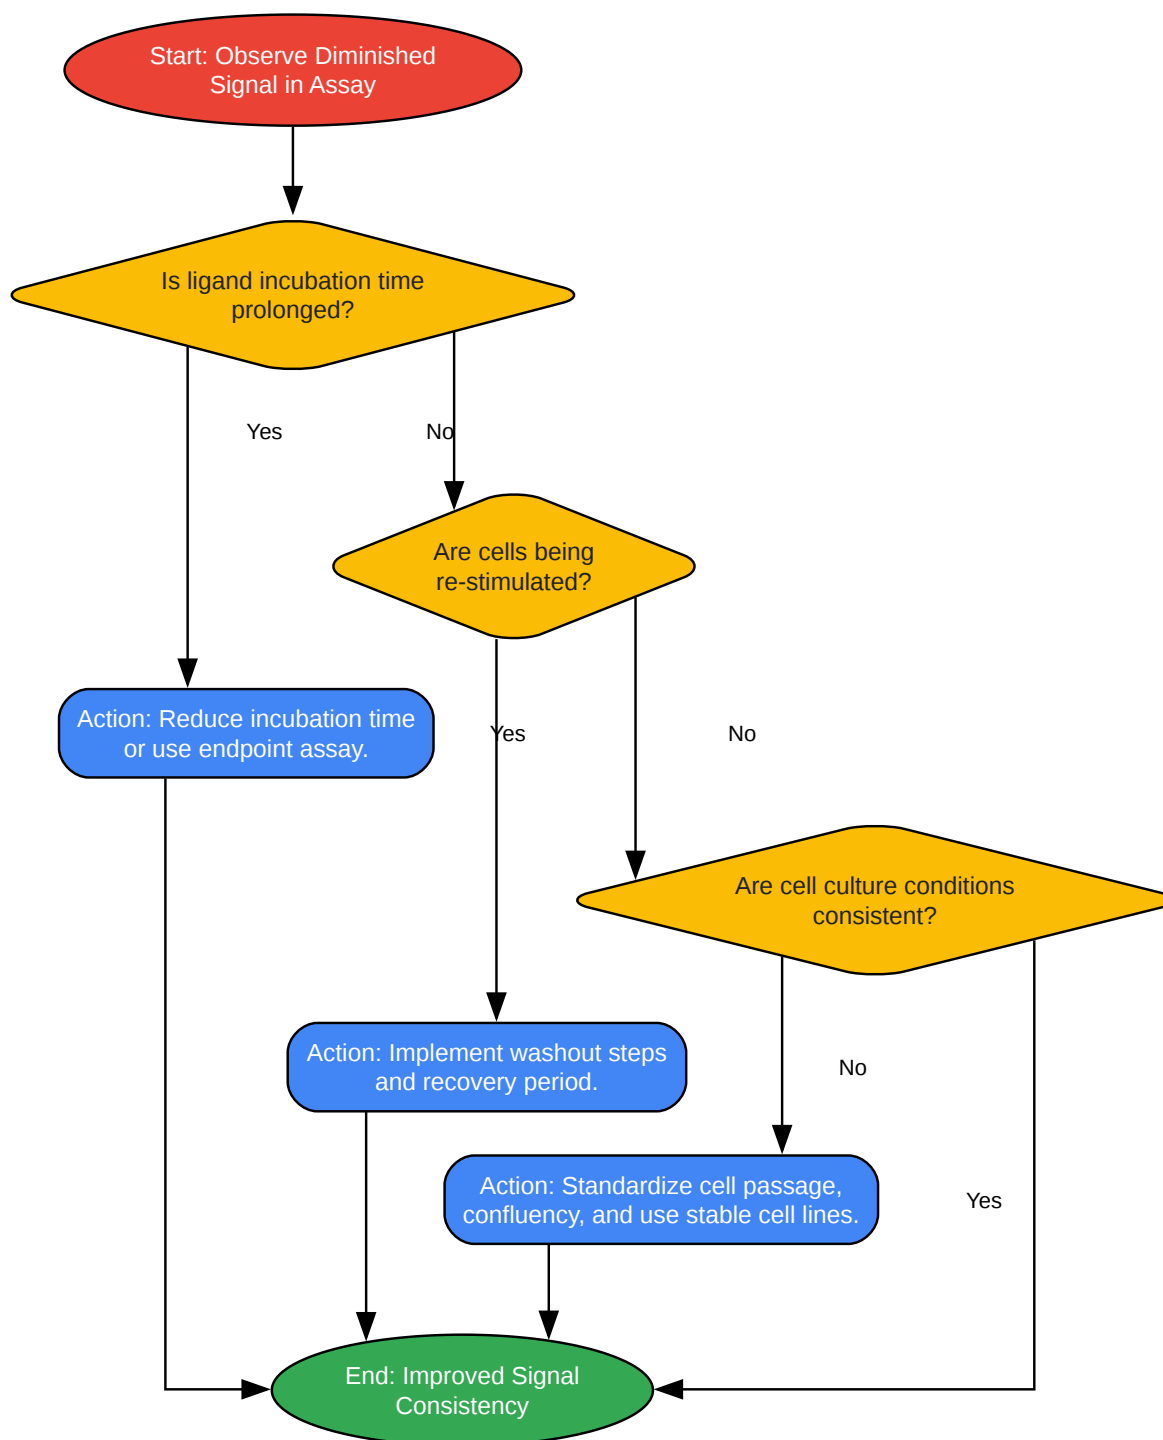 Start: Observe Diminished
Signal in Assay
Is ligand incubation time
prolonged?
Yes
No
Are cells being
re-stimulated?
Action: Reduce incubation time
or use endpoint assay.
Yes
No
Are cell culture conditions
consistent?
Action: Implement washout steps
and recovery period.
No
Action: Standardize cell passage,
confluency, and use stable cell lines.
Yes
End: Improved Signal
Consistency